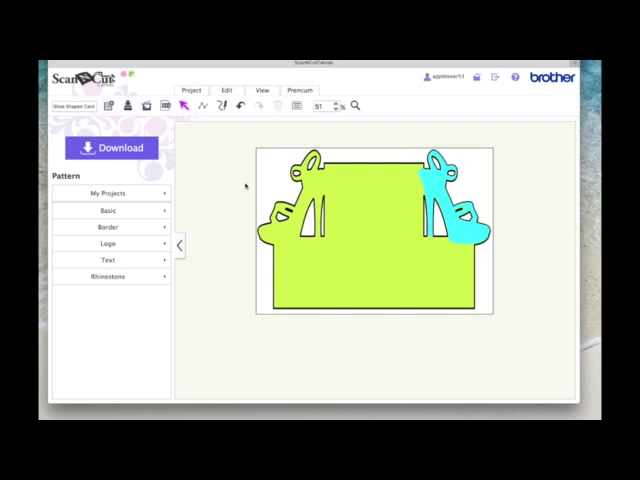 ScanNCutCanvas
ScanNCut
Canvas
applelover53
brother
Project
Edit
View
Premium
Show Shaped Card
51
%
Download
Pattern
My Projects
Basic
Border
Logo
Text
Rhinestone